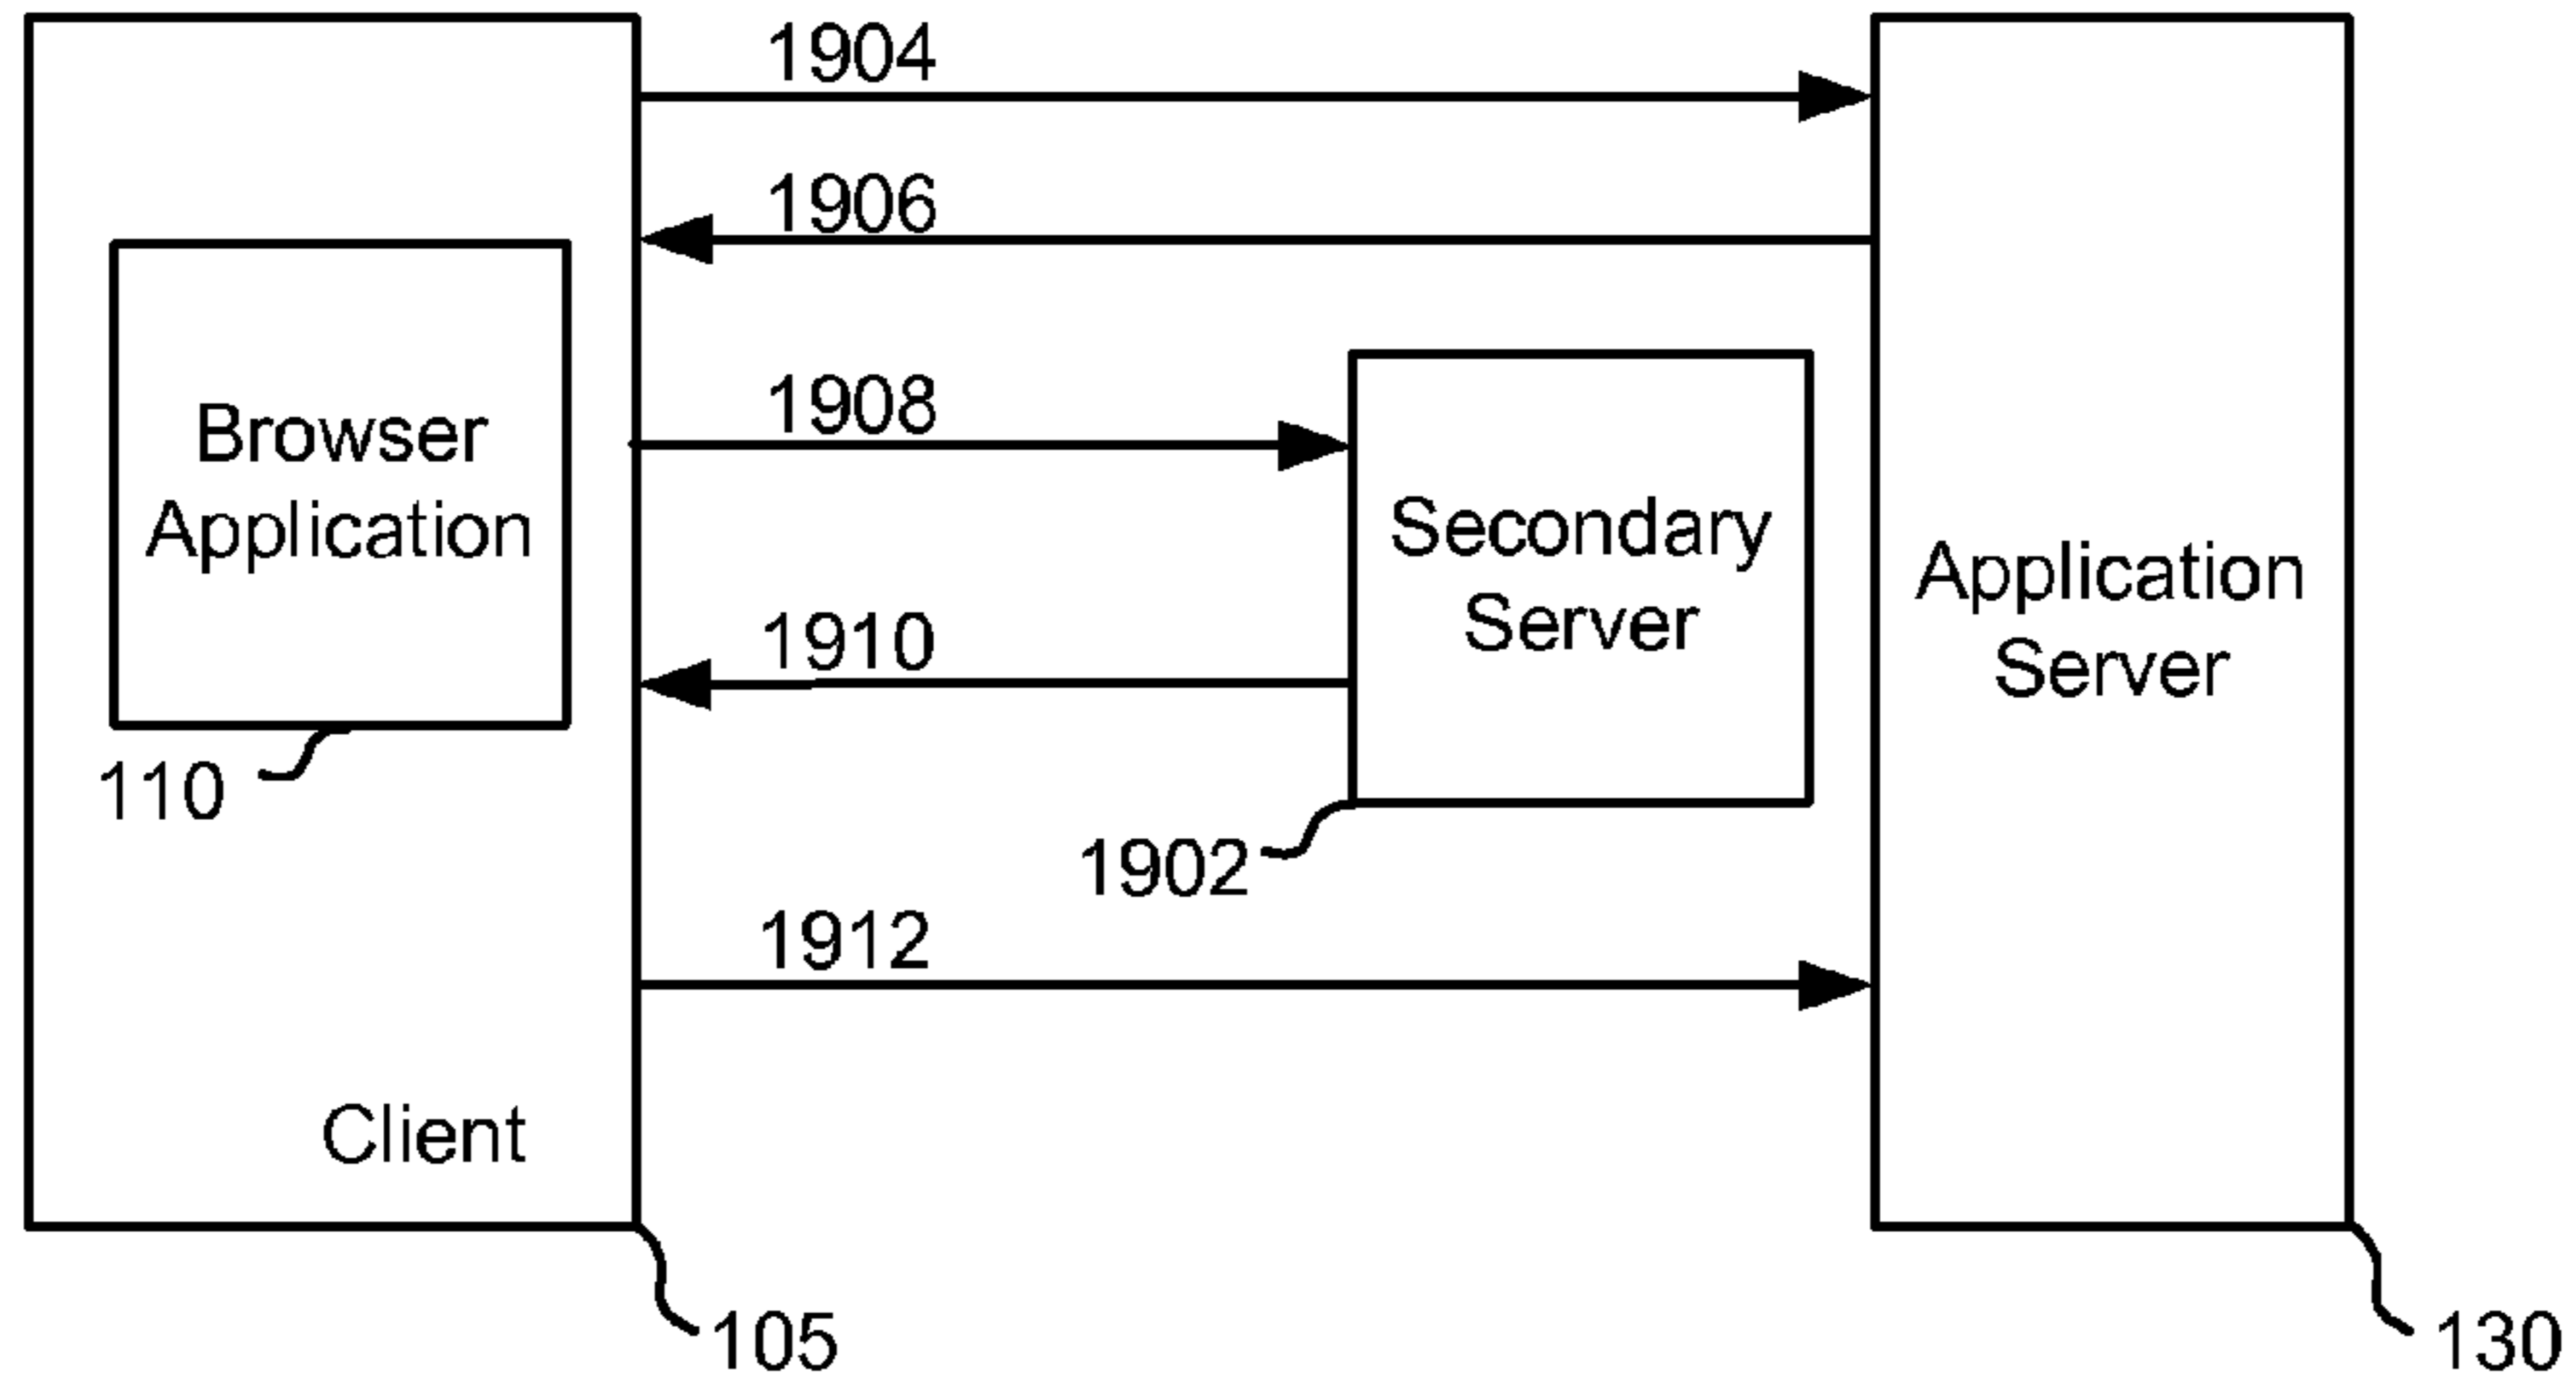 1904
1906
1908
Browser
Application
Secondary
Server
Application
Server
1910
110
1902
1912
Client
105
130